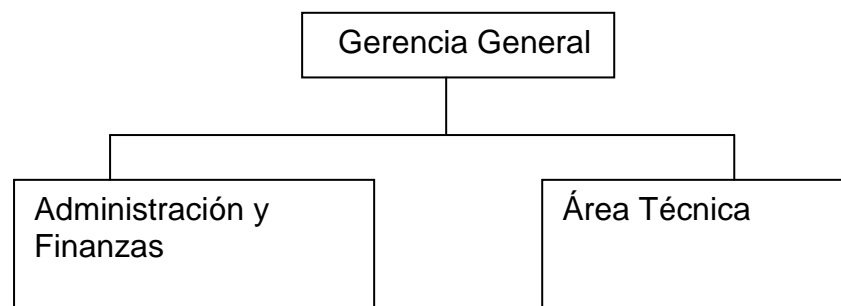 Gerencia General
Administración y
Finanzas
Área Técnica